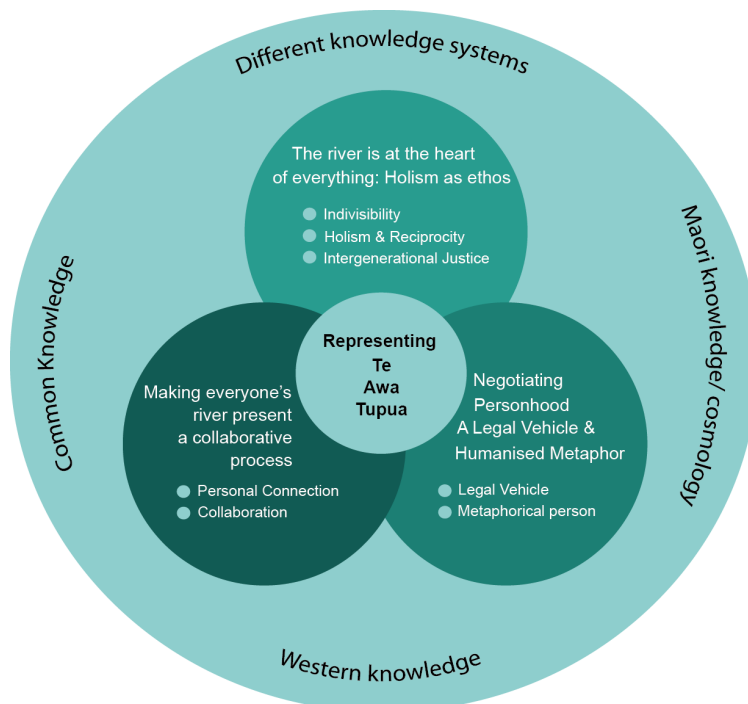 Different knowledge systems
The river is at the heart
of everything: Holism as ethos
Indivisibility
Holism & Reciprocity
Intergenerational Justice
Common Knowledge
Maori knowledge/ cosmology
Representing
Te
Awa
Tupua
Making everyone's
river present
a collaborative
process
Personal Connection
Collaboration
Negotiating
Personhood
A Legal Vehicle &
Humanised Metaphor
Legal Vehicle
Metaphorical person
Western knowledge